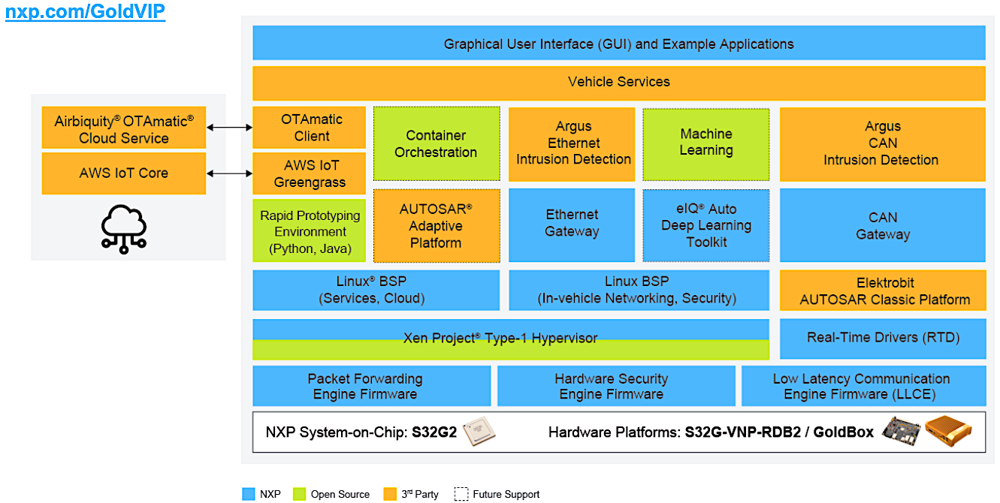 nxp.com/GoldVIP
Graphical User Interface (GUI) and Example Applications
Vehicle Services
Airbiquity® OTAmatic®
Cloud Service
AWS IoT Core
OTAmatic
Client
AWS IoT
Greengrass
Rapid Prototyping
Environment
(Python, Java)
Container
Orchestration
AUTOSAR®
Adaptive
Platform
Argus
Ethernet
Intrusion Detection
Ethernet
Gateway
Machine
Learning
eIQ® Auto
Deep Learning
Toolkit
Argus
CAN
Intrusion Detection
CAN
Gateway
Linux® BSP
(Services, Cloud)
Linux BSP
(In-vehicle Networking, Security)
Elektrobit
AUTOSAR Classic Platform
Xen Project® Type-1 Hypervisor
Real-Time Drivers (RTD)
Packet Forwarding
Engine Firmware
Hardware Security
Engine Firmware
Low Latency Communication
Engine Firmware (LLCE)
NXP System-on-Chip: S32G2
Hardware Platforms: S32G-VNP-RDB2 / GoldBox
NXP
Open Source
3rd Party
Future Support